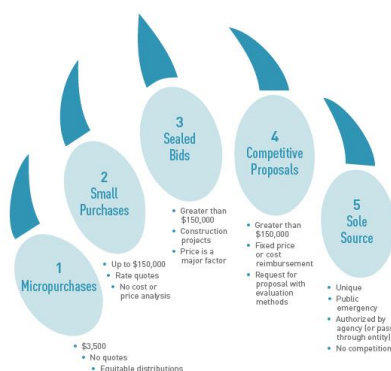 1
Micropurchases
• $3,500
• No quotes
• Equitable distributions
2
Small
Purchases
• Up to $150,000
• Rate quotes
• No cost or
price analysis
3
Sealed
Bids
• Greater than
$150,000
• Construction
projects
• Price is a
major factor
4
Competitive
Proposals
• Greater than
$150,000
• Fixed price
or cost
reimbursement
• Request for
proposal with
evaluation
methods
5
Sole
Source
• Unique
• Public
emergency
• Authorized by
agency (or pass
through entity)
• No competition